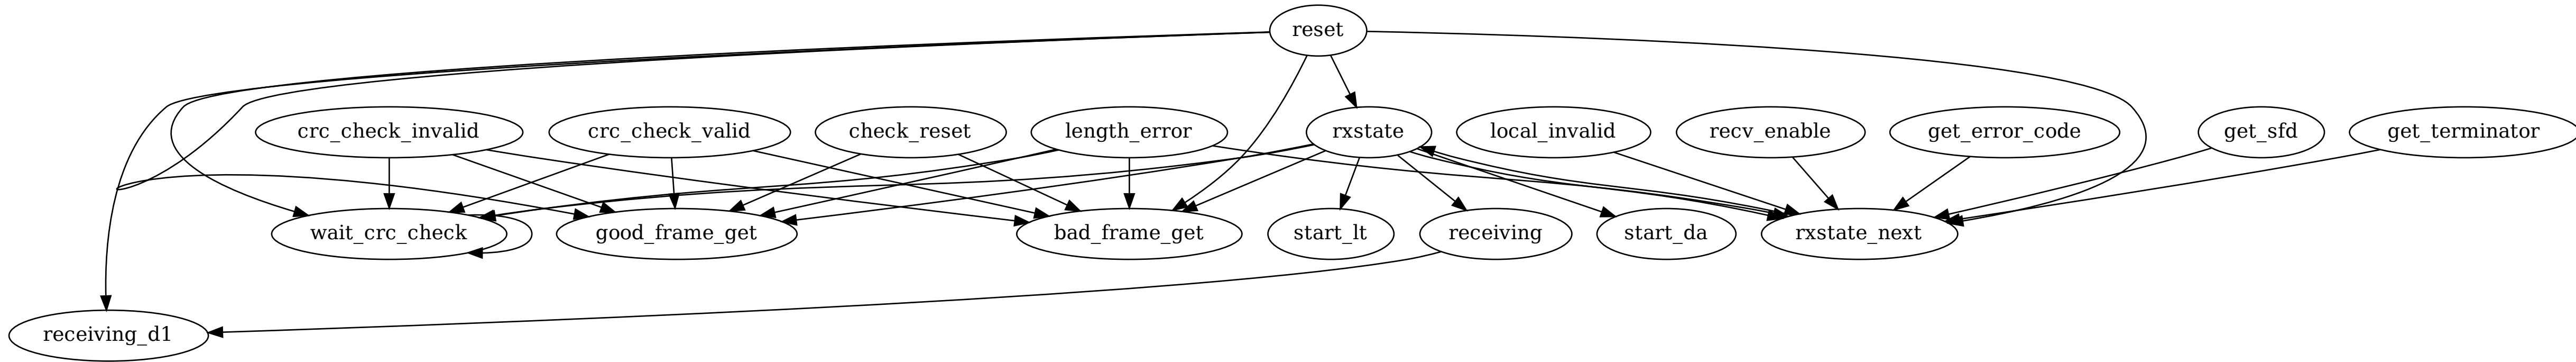 reset
crc_check_invalid
crc_check_valid
check_reset
length_error
rxstate
local_invalid
recv_enable
get_error_code
get_sfd
get_terminator
wait_crc_check
good_frame_get
bad_frame_get
start_lt
receiving
start_da
rxstate_next
receiving_d1